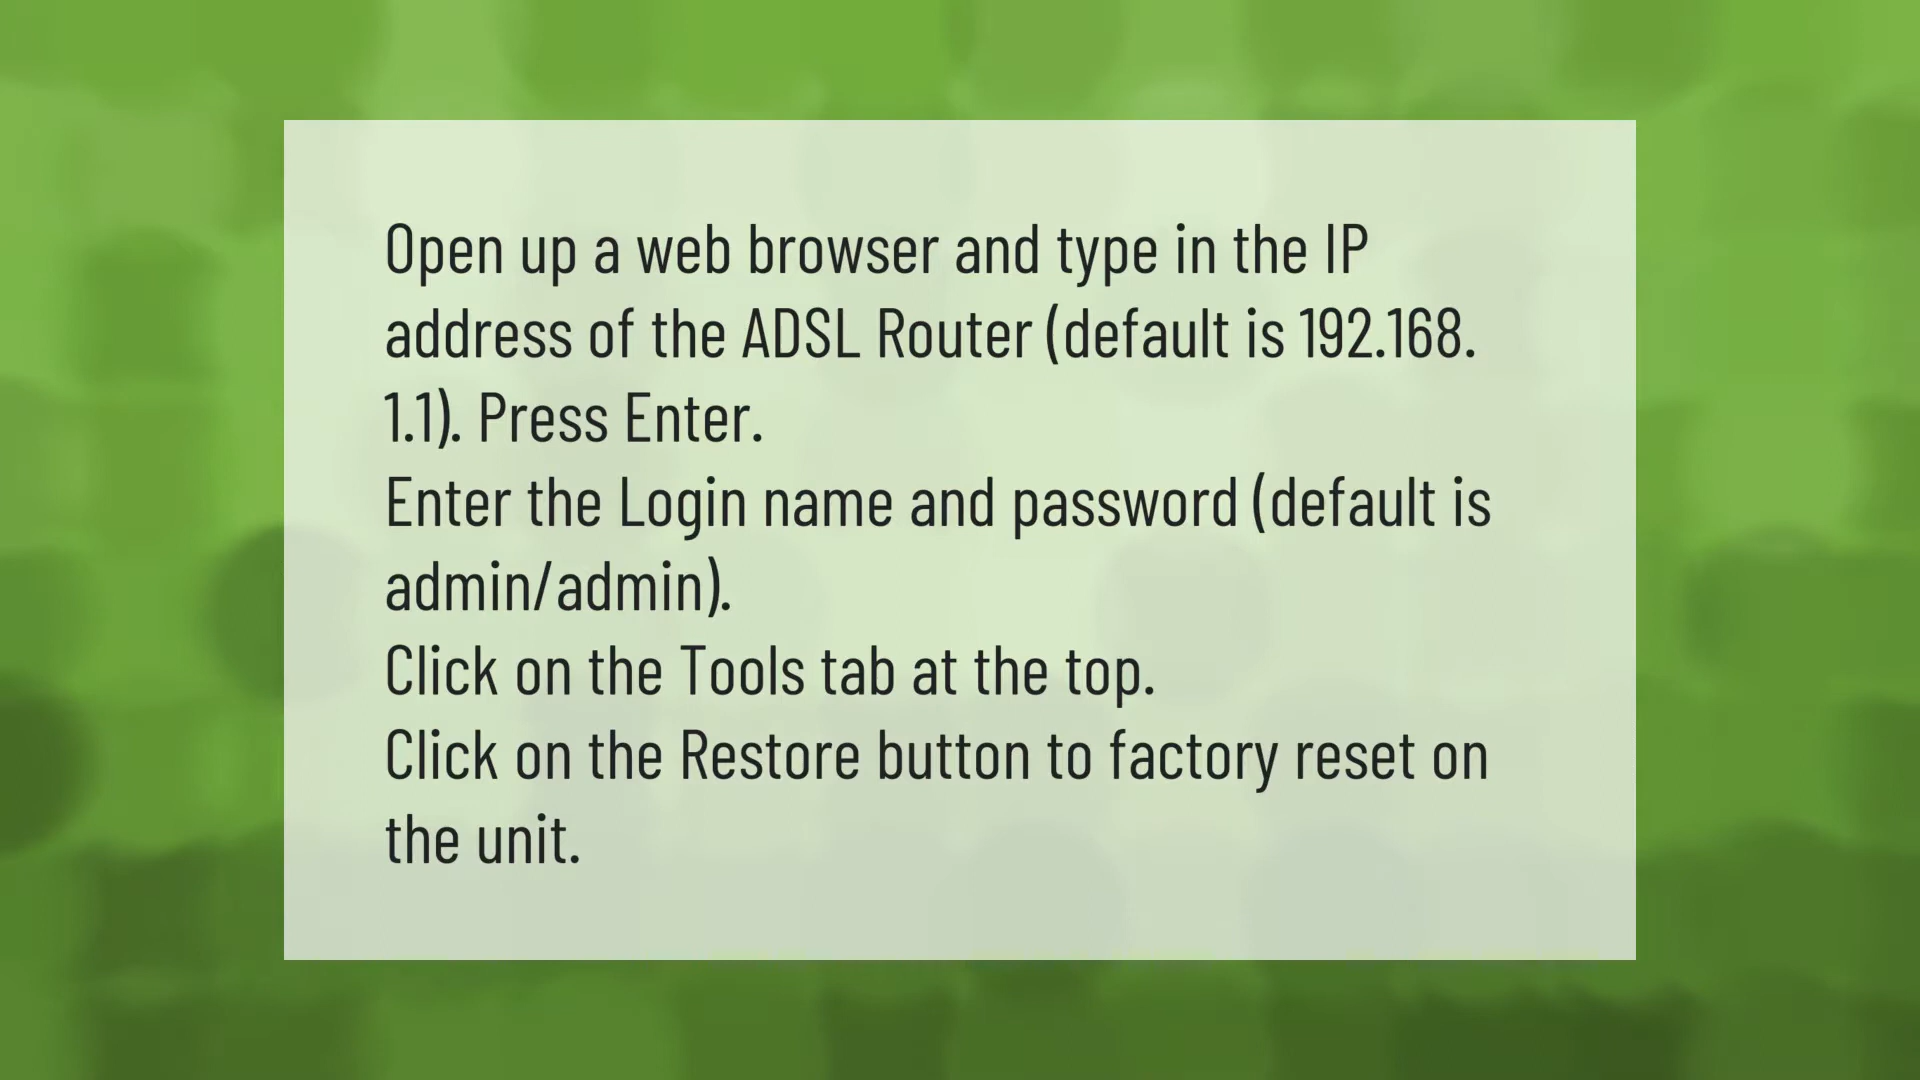 Open up a web browser and type in the IP
address of the ADSL Router (default is 192.168.
1.1). Press Enter.
Enter the Login name and password (default is
admin/admin).
Click on the Tools tab at the top.
Click on the Restore button to factory reset on
the unit.